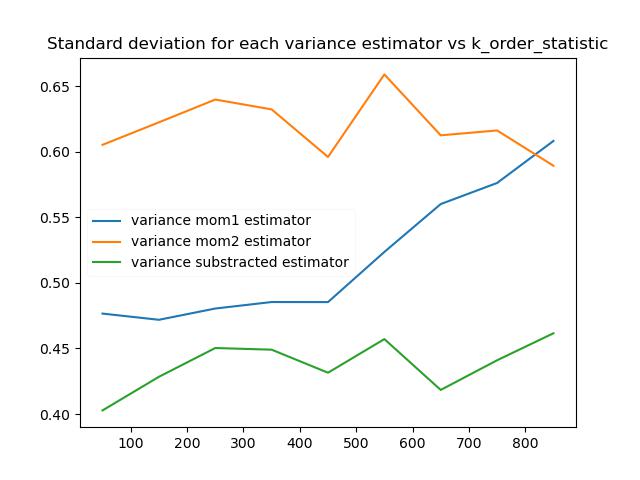 Standard deviation for each variance estimator vs k_order_statistic
0.65
0.60
0.55
0.50
0.45
0.40
variance mom1 estimator
variance mom2 estimator
variance substracted estimator
100 200 300 400 500 600 700 800